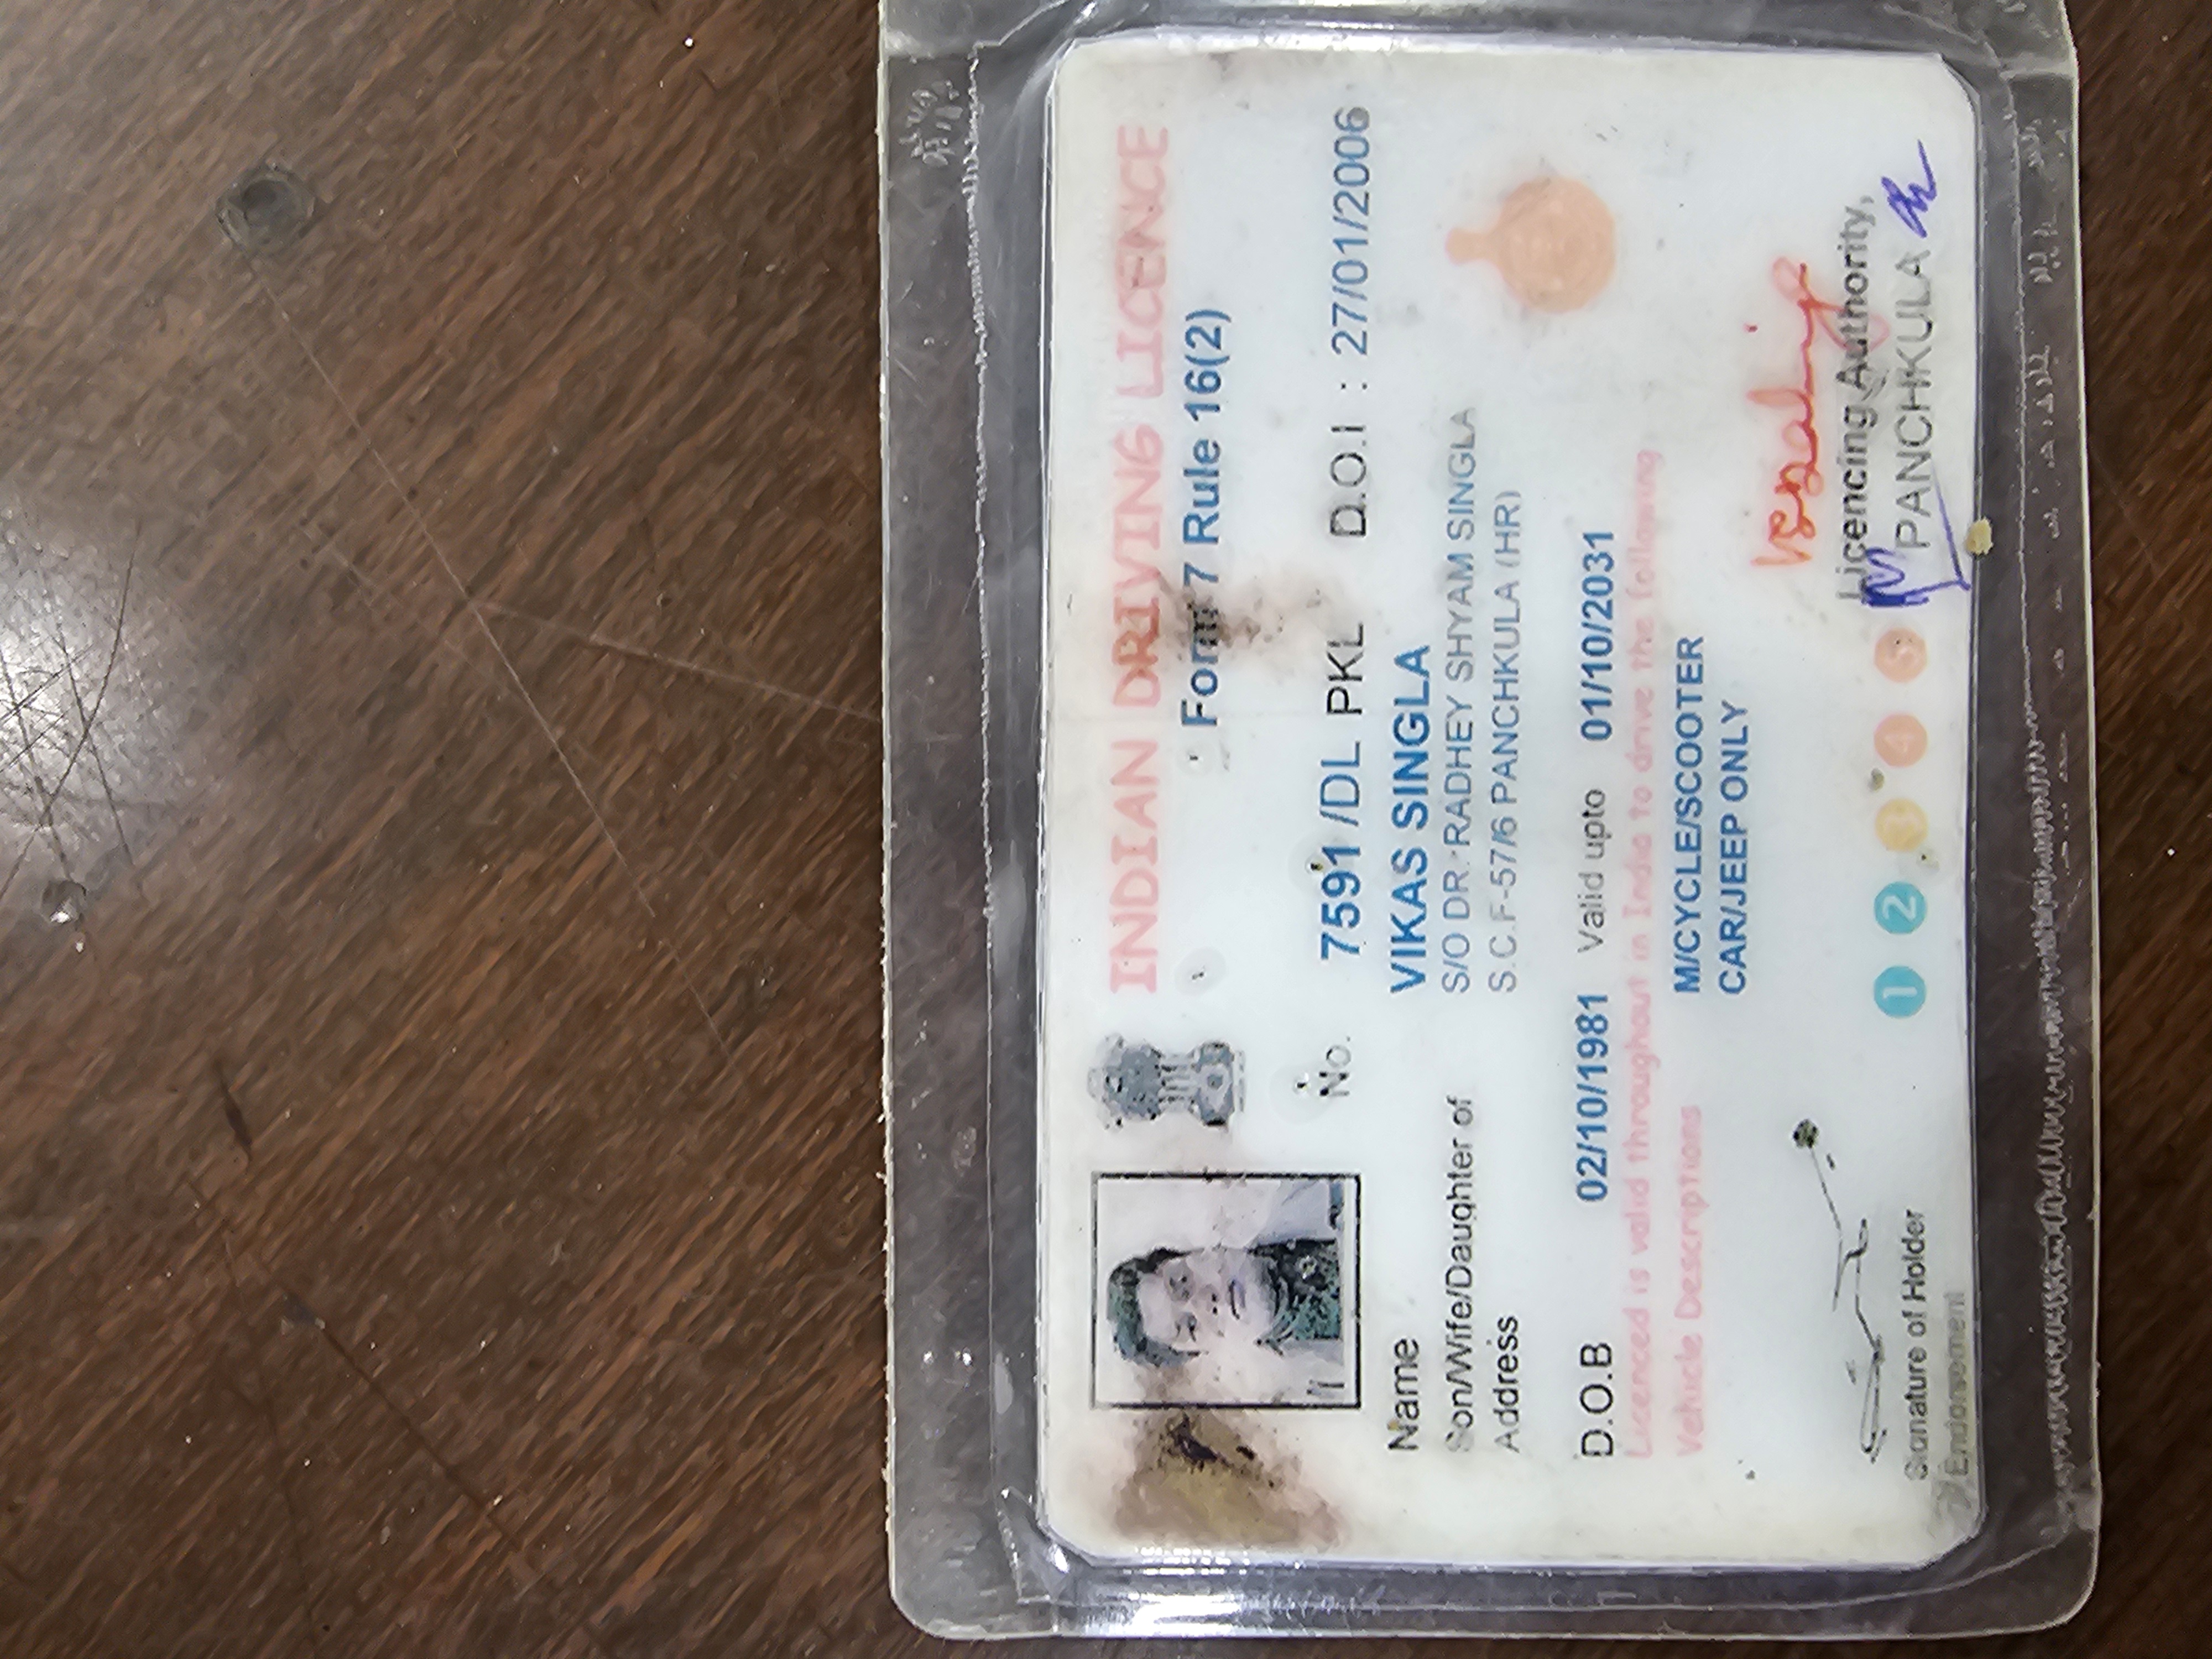 INDIAN DRIVING LICENCE
Form 7 Rule 16(2)
No. 7591 /DL PKL D.O.I : 27/01/2006
Name VIKAS SINGLA
Son/Wife/Daughter of S/O DR. RADHEY SHYAM SINGLA
Address S.C.F-57/6 PANCHKULA (HR)
D.O.B 02/10/1981 Valid upto 01/10/2031
Licenced is valid throughout in India to drive the following
Vehicle Descriptions M/CYCLE/SCOOTER
CAR/JEEP ONLY
Signature of Holder 1 2 3 4 5 Licencing Authority,
Endorsement PANCHKULA